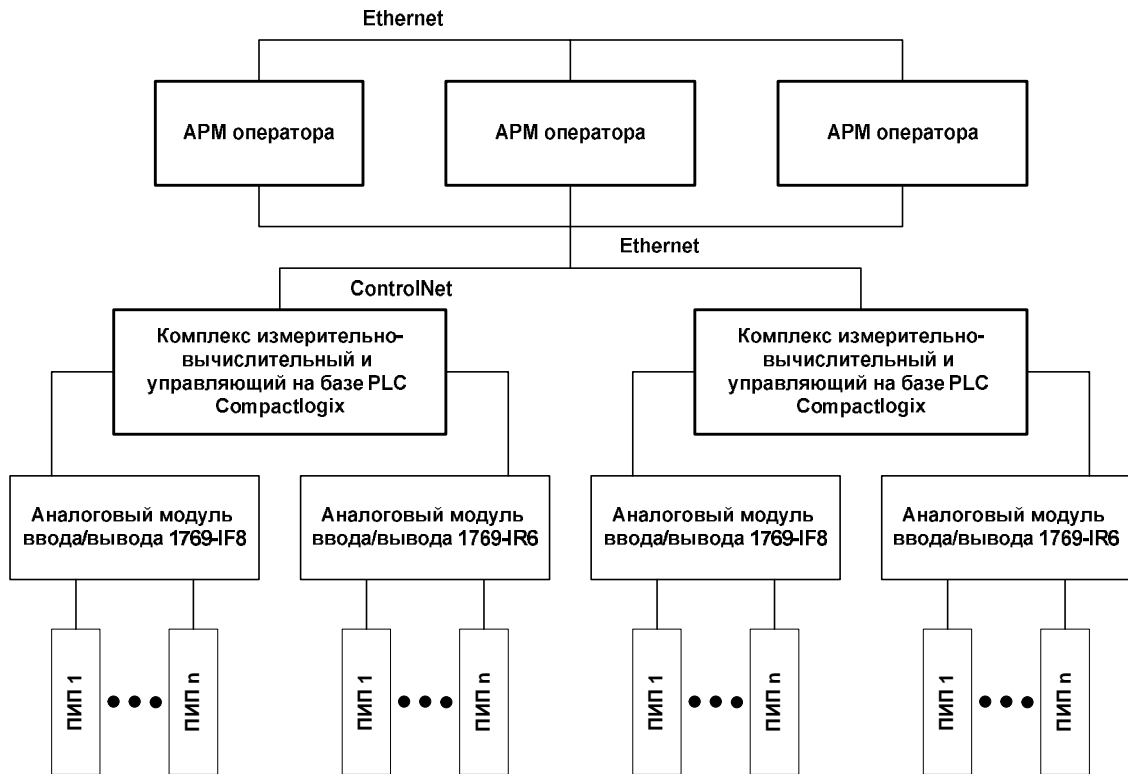 Ethernet
АРМ оператора
АРМ оператора
АРМ оператора
Ethernet
ControlNet
Комплекс измерительно-
вычислительный и
управляющий на базе PLC
Compactlogix
Комплекс измерительно-
вычислительный и
управляющий на базе PLC
Compactlogix
Аналоговый модуль
ввода/вывода 1769-IF8
Аналоговый модуль
ввода/вывода 1769-IR6
Аналоговый модуль
ввода/вывода 1769-IF8
Аналоговый модуль
ввода/вывода 1769-IR6
ПИП 1
ПИП n
ПИП 1
ПИП n
ПИП 1
ПИП n
ПИП 1
ПИП n